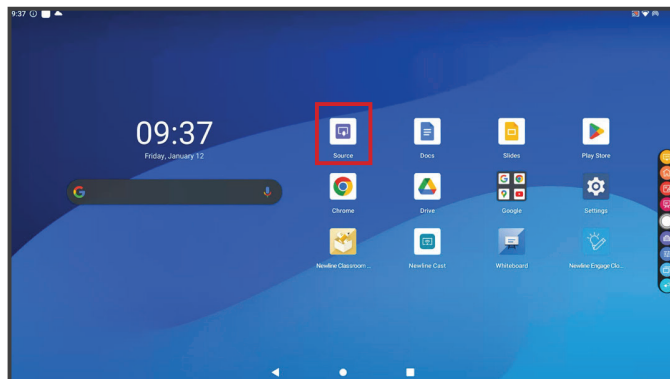 9:37
09:37
Friday, January 12
Source
Docs
Slides
Play Store
Chrome
Drive
Google
Settings
Newline Classroom ...
Newline Cast
Whiteboard
Newline Engage Clo...